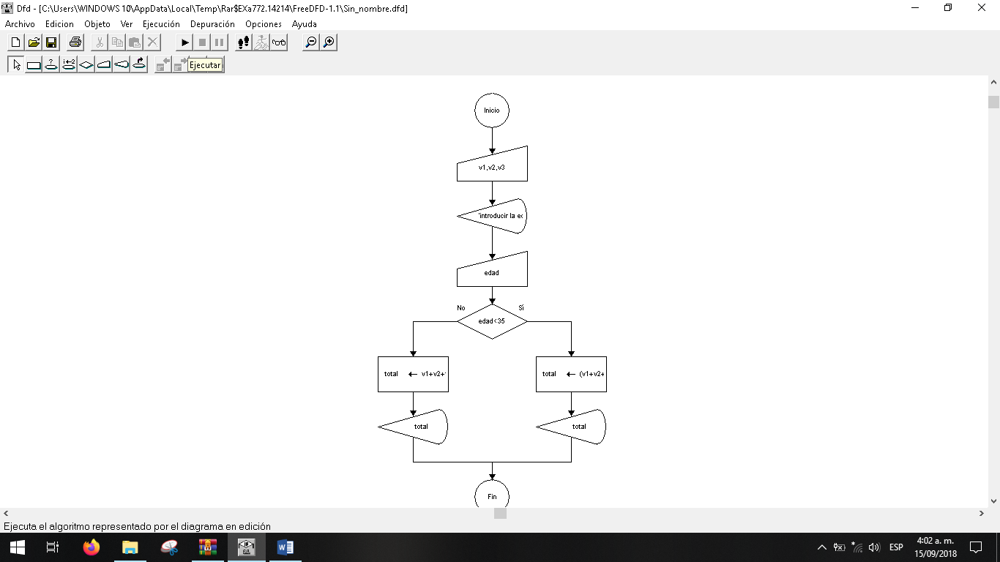 Dfd - [C:\Users\WINDOWS 10\AppData\Local\Temp\Rar$EXa772.14214\FreeDFD-1.1\Sin_nombre.dfd]
Archivo Edicion Objeto Ver Ejecución Depuración Opciones Ayuda
Ejecutar
Inicio
v1,v2,v3
'introducir la ec
edad
No Sí
edad<35
total ← v1+v2+ total ← (v1+v2+
total total
Fin
Ejecuta el algoritmo representado por el diagrama en edición
ESP
4:02 a. m.
15/09/2018